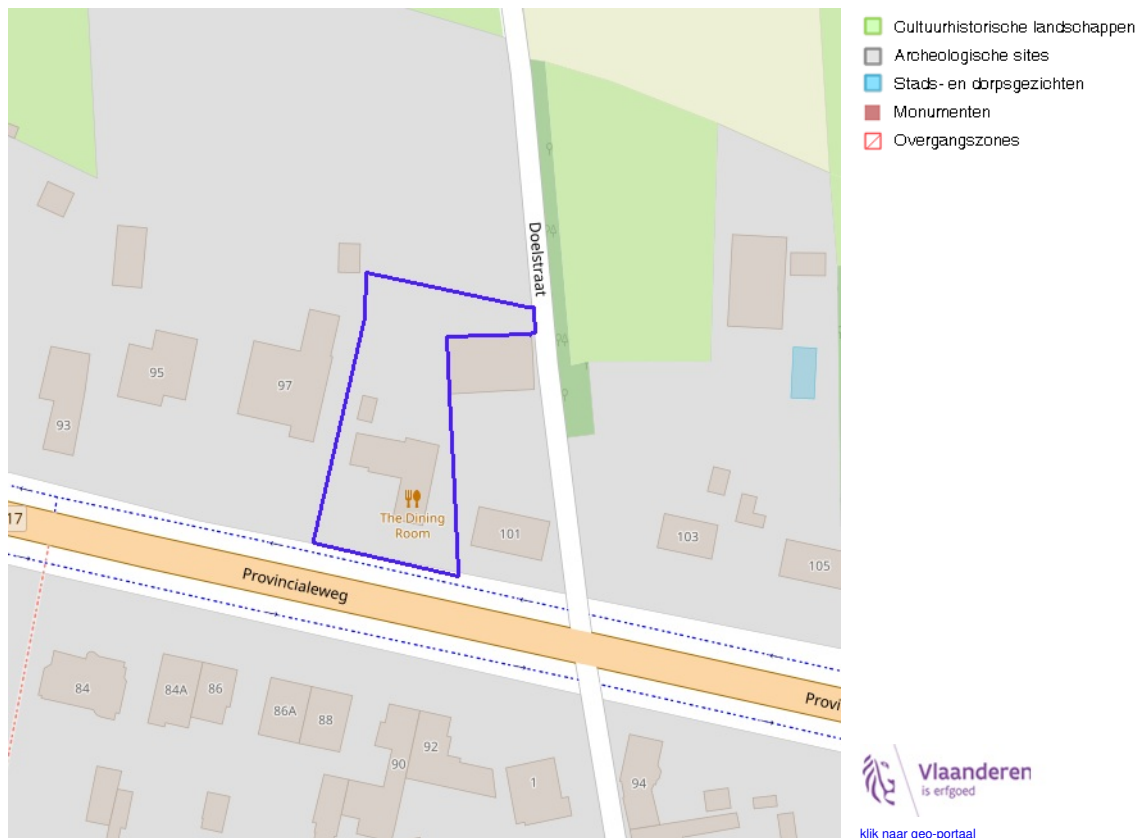 Cultuurhistorische landschappen
Archeologische sites
Stads- en dorpsgezichten
Monumenten
Overgangszones
Doelstraat
95
97
93
The Dining
Room
101
103
105
17
Provincialeweg
Provi
84
84A
86
86A
88
90
92
1
94
Vlaanderen
is erfgoed
klik naar geo-portaal